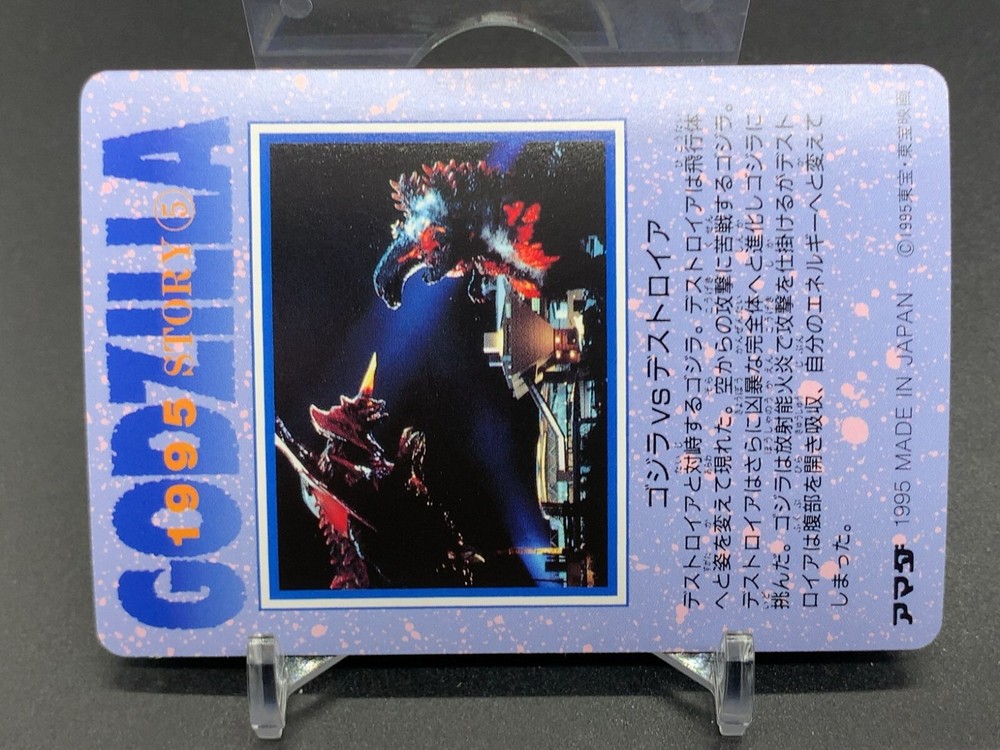 GODZILLA
1995 STORY⑤
ゴジラvsデストロイア
デストロイアと対峙するゴジラ。デストロイアは飛行体
へと姿を変えて現れた。空からの攻撃に苦戦するゴジラ。
デストロイアはさらに凶暴な完全体へと進化しゴジラに
挑んだ。ゴジラは放射能火炎で攻撃を仕掛けるがデスト
ロイアは腹部を開き吸収、自分のエネルギーへと変えて
しまった。
アマダ 1995 MADE IN JAPAN ©1995東宝・東宝映画